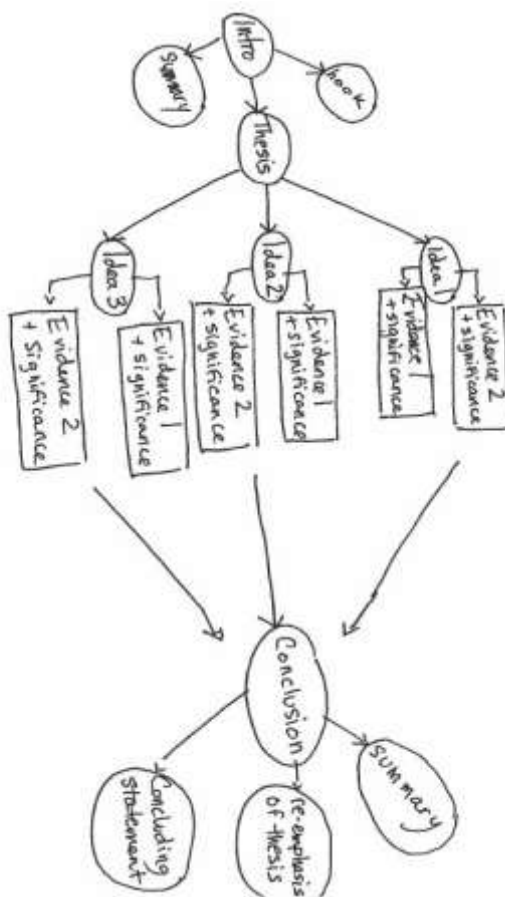 Intro
Summary
hook
Thesis
Idea 3
Idea 2
Idea 1
Evidence 2
+ Significance
Evidence 1
+ significance
Evidence 2
+ significance
Evidence 1
+ significance
Evidence 1
+ significance
Evidence 2
+ significance
Conclusion
Concluding
statement
re-emphasis
of thesis
summary